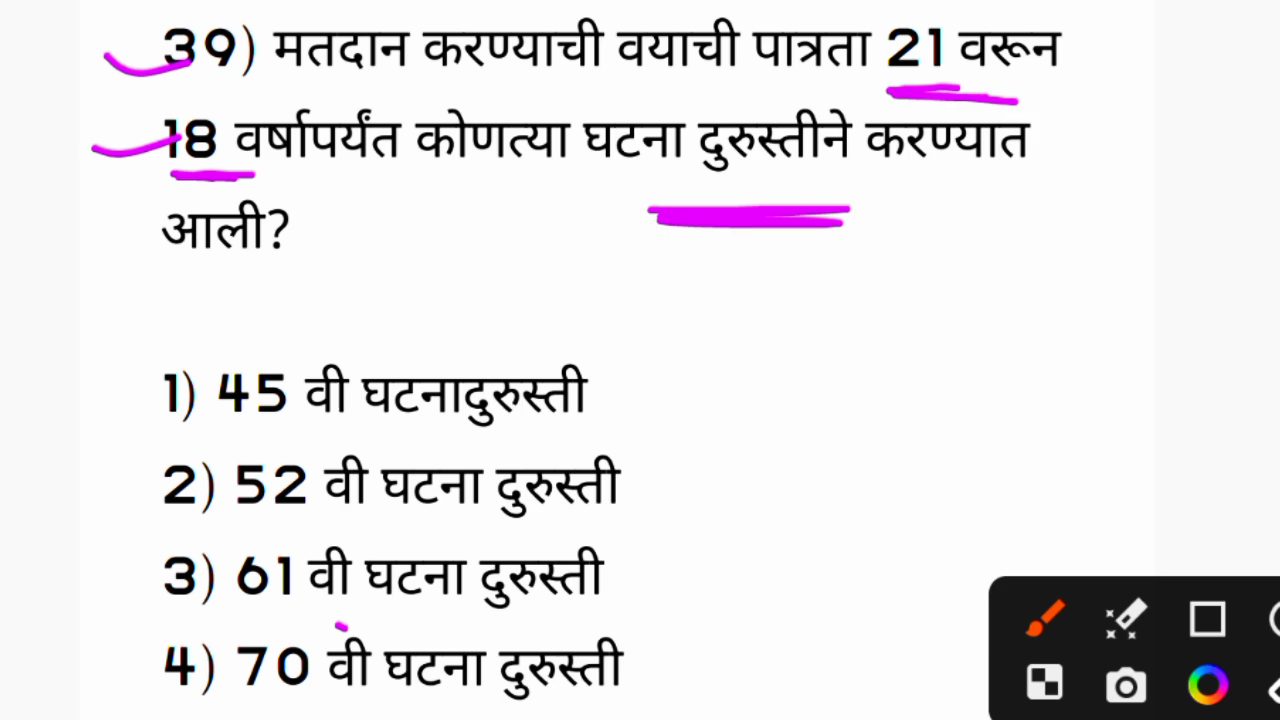 39) मतदान करण्याची वयाची पात्रता 21 वरून
18 वर्षापर्यंत कोणत्या घटना दुरुस्तीने करण्यात
आली?
1) 45 वी घटनादुरुस्ती
2) 52 वी घटना दुरुस्ती
3) 61 वी घटना दुरुस्ती
4) 70 वी घटना दुरुस्ती